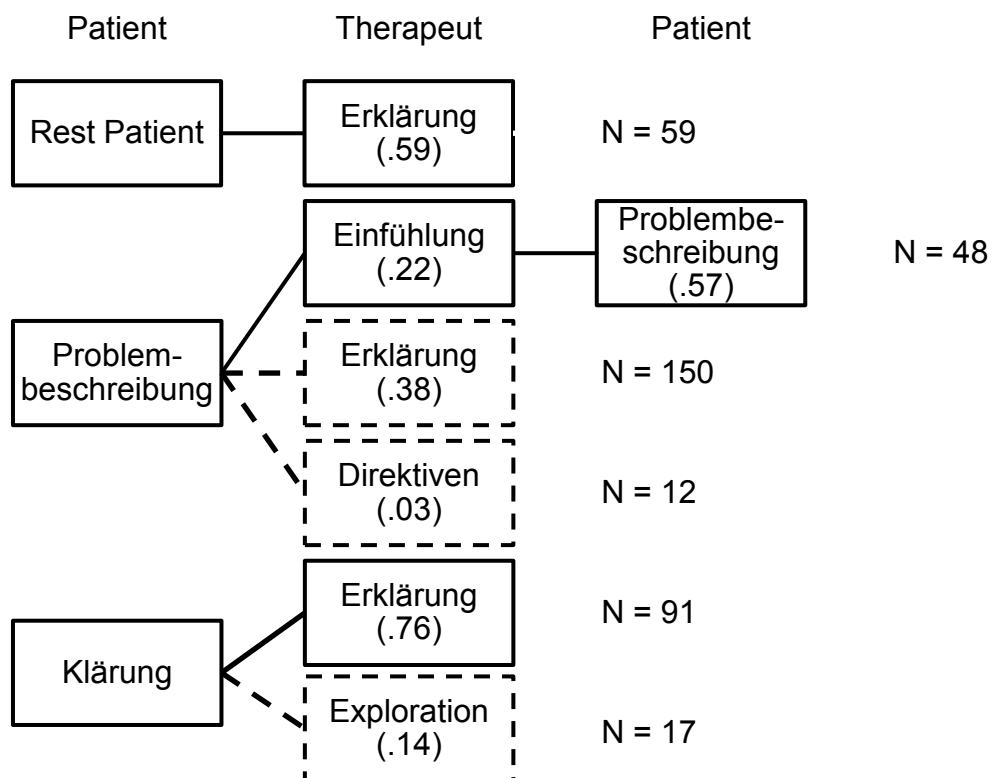 Patient Therapeut Patient
Rest Patient
Erklärung
(.59)
N = 59
Einfühlung
(.22)
Problembe-
schreibung
(.57)
N = 48
Problem-
beschreibung
Erklärung
(.38)
N = 150
Direktiven
(.03)
N = 12
Klärung
Erklärung
(.76)
N = 91
Exploration
(.14)
N = 17